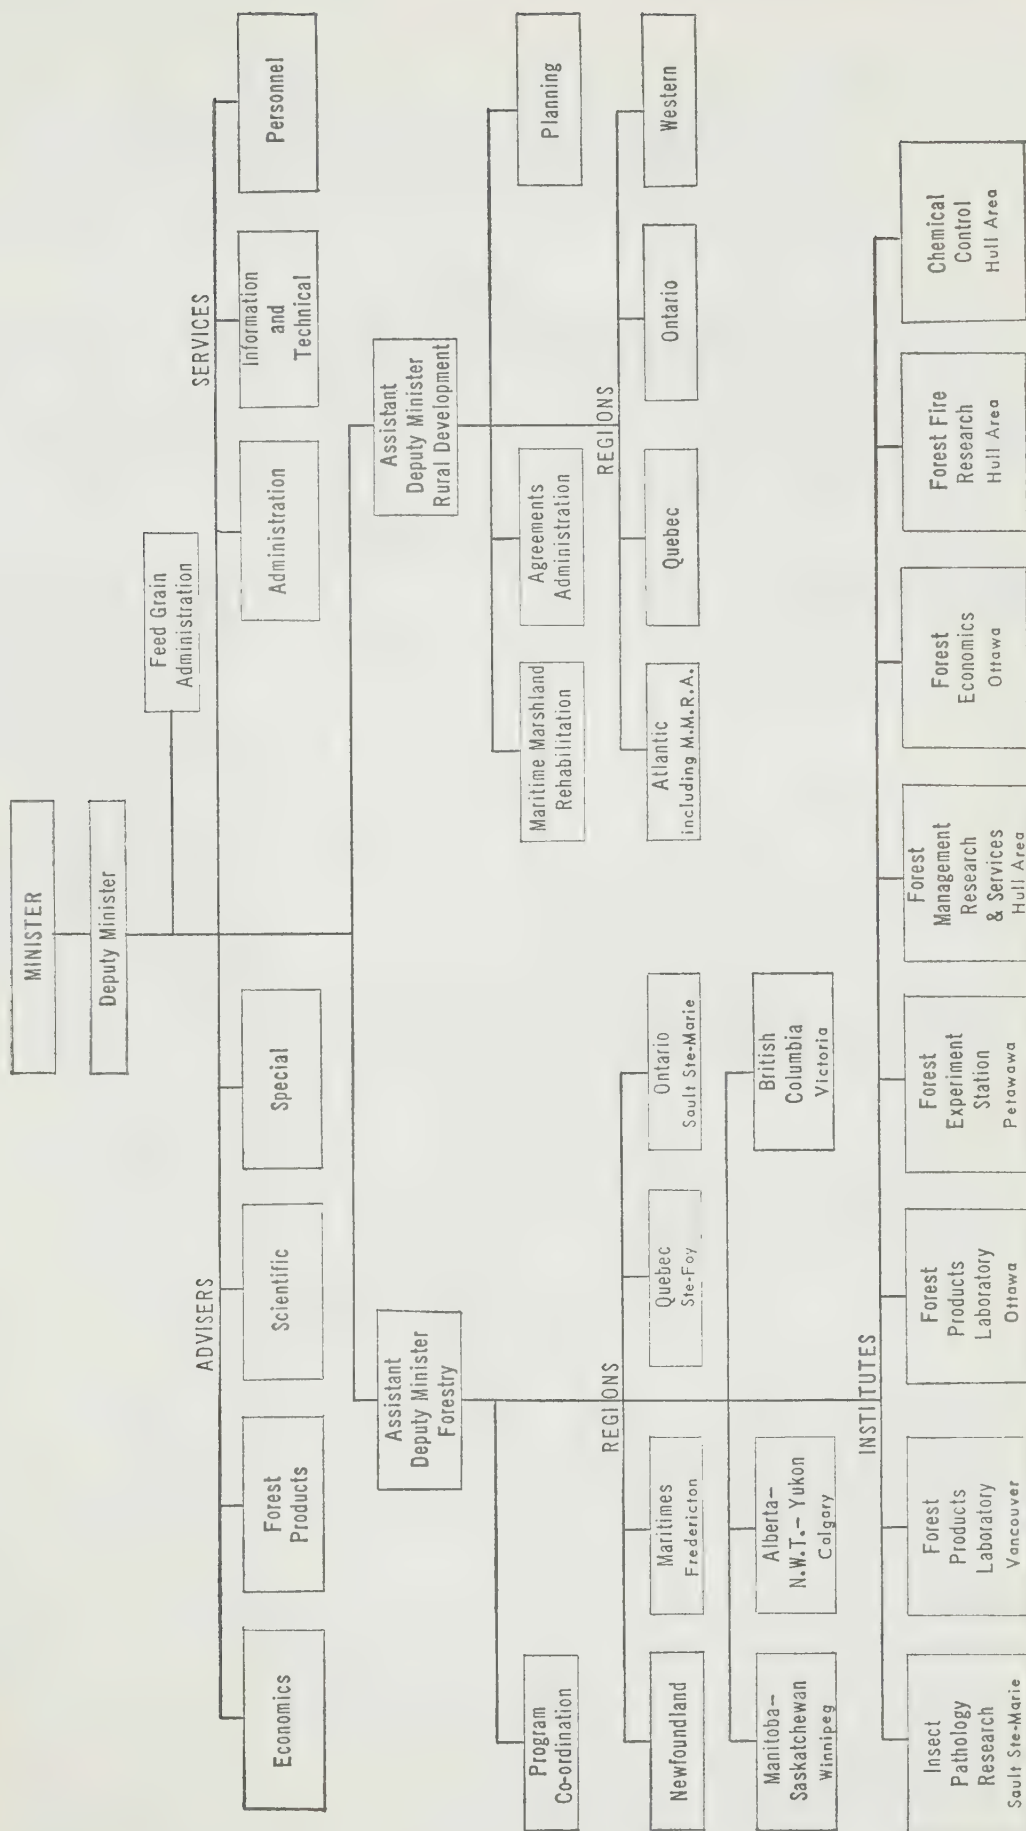 MINISTER
Deputy Minister
Feed Grain
Administration
ADVISERS
SERVICES
Economics
Forest
Products
Scientific
Special
Administration
Information
and
Technical
Personnel
Assistant
Deputy Minister
Forestry
Assistant
Deputy Minister
Rural Development
Program
Co-ordination
Maritime Marshland
Rehabilitation
Agreements
Administration
Planning
REGIONS
REGIONS
Newfoundland
Maritimes
Fredericton
Quebec
Ste-Foy
Ontario
Sault Ste-Marie
Atlantic
including M.M.R.A.
Quebec
Ontario
Western
Manitoba–
Saskatchewan
Winnipeg
Alberta–
N.W.T.– Yukon
Calgary
British
Columbia
Victoria
INSTITUTES
Insect
Pathology
Research
Sault Ste-Marie
Forest
Products
Laboratory
Vancouver
Forest
Products
Laboratory
Ottawa
Forest
Experiment
Station
Petawawa
Forest
Management
Research
& Services
Hull Area
Forest
Economics
Ottawa
Forest Fire
Research
Hull Area
Chemical
Control
Hull Area